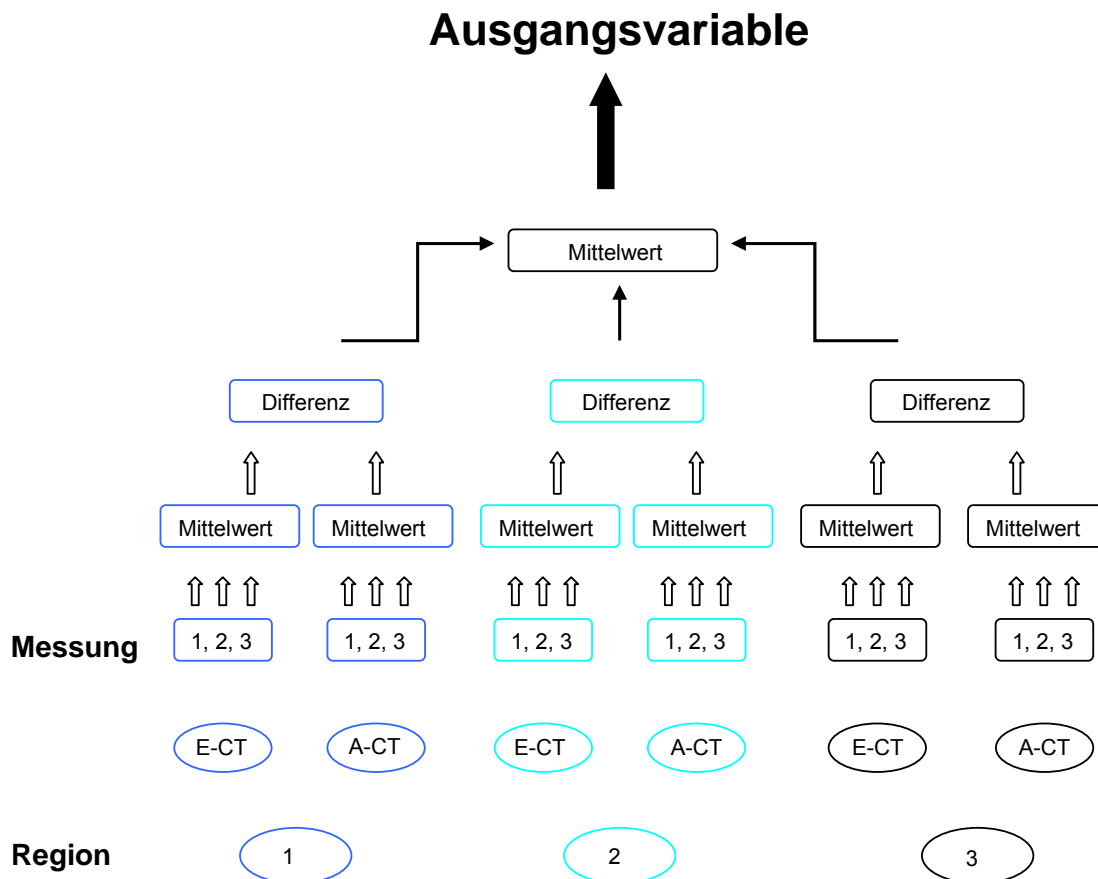 Ausgangsvariable
Mittelwert
Differenz Differenz Differenz
Mittelwert Mittelwert Mittelwert Mittelwert Mittelwert Mittelwert
Messung 1, 2, 3 1, 2, 3 1, 2, 3 1, 2, 3 1, 2, 3 1, 2, 3
E-CT A-CT E-CT A-CT E-CT A-CT
Region 1 2 3